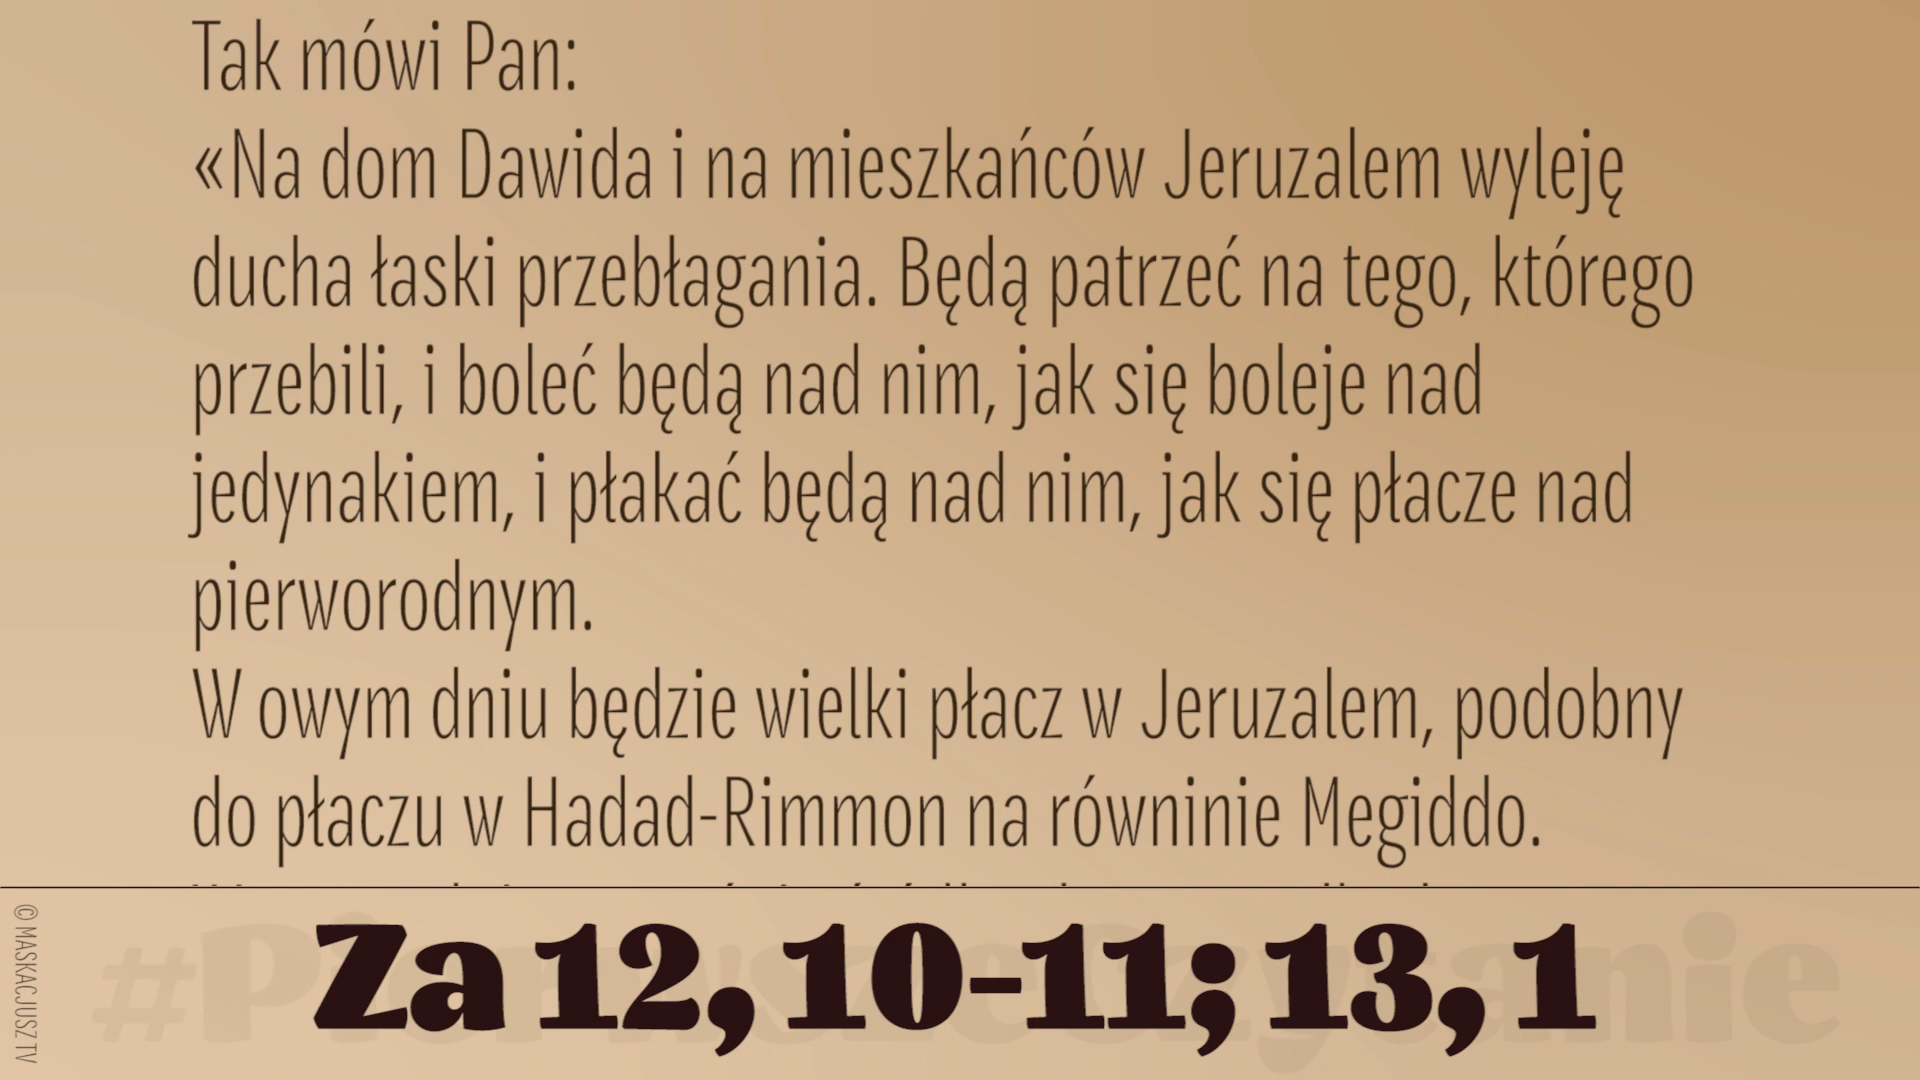 Tak mówi Pan:
«Na dom Dawida i na mieszkańców Jeruzalem wyleję
ducha łaski przebłagania. Będą patrzeć na tego, którego
przebili, i boleć będą nad nim, jak się boleje nad
jedynakiem, i płakać będą nad nim, jak się płacze nad
pierworodnym.
W owym dniu będzie wielki płacz w Jeruzalem, podobny
do płaczu w Hadad-Rimmon na równinie Megiddo.
#PierwszeCzytanie
Za 12, 10-11; 13, 1
© MASKACJUSZ TV